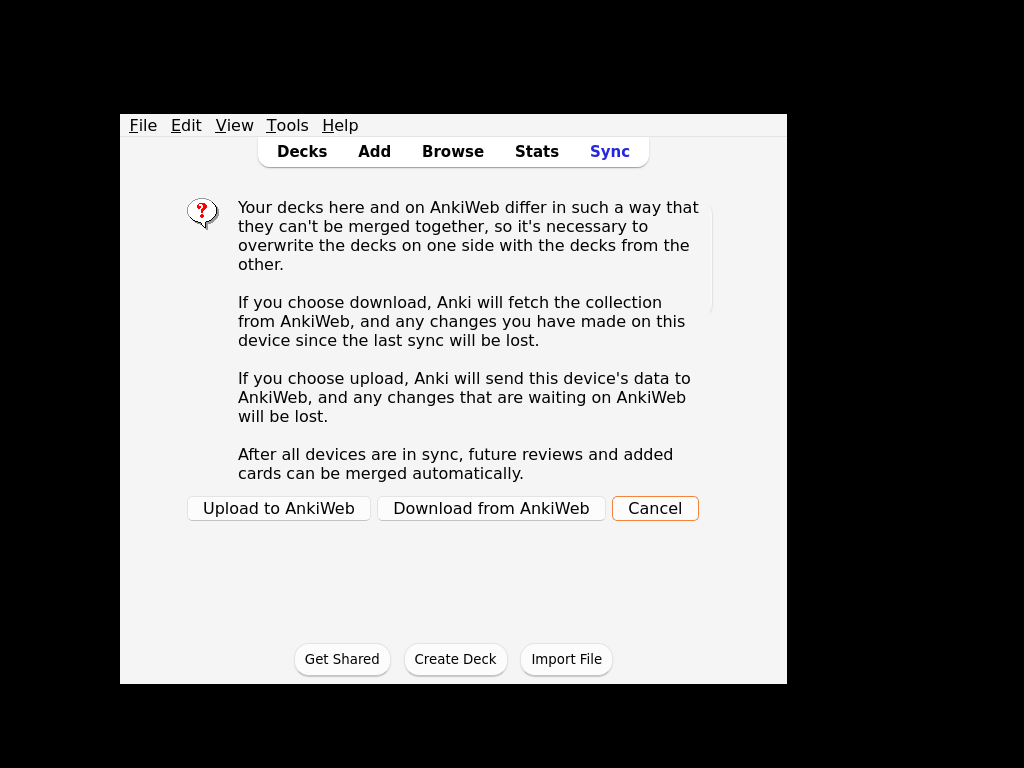 File Edit View Tools Help
Decks Add Browse Stats Sync
?
Your decks here and on AnkiWeb differ in such a way that
they can't be merged together, so it's necessary to
overwrite the decks on one side with the decks from the
other.
If you choose download, Anki will fetch the collection
from AnkiWeb, and any changes you have made on this
device since the last sync will be lost.
If you choose upload, Anki will send this device's data to
AnkiWeb, and any changes that are waiting on AnkiWeb
will be lost.
After all devices are in sync, future reviews and added
cards can be merged automatically.
Upload to AnkiWeb Download from AnkiWeb Cancel
Get Shared Create Deck Import File